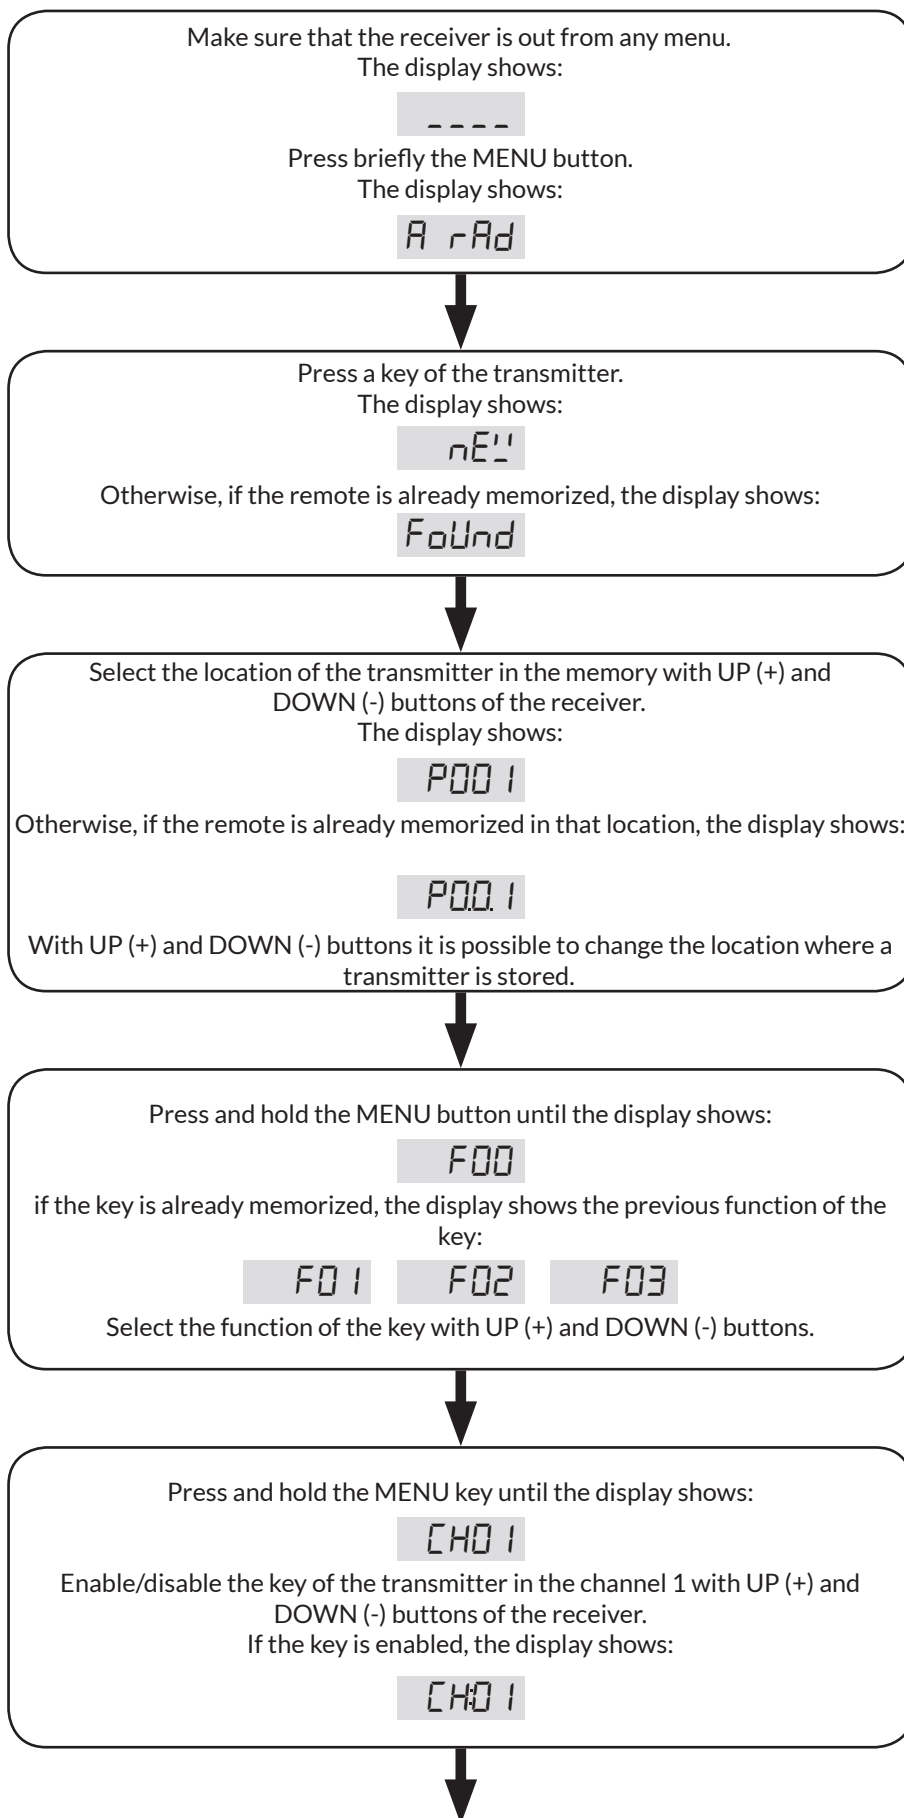 Make sure that the receiver is out from any menu.
The display shows:
_ _ _ _
Press briefly the MENU button.
The display shows:
A rAd
Press a key of the transmitter.
The display shows:
nEW
Otherwise, if the remote is already memorized, the display shows:
FoUnd
Select the location of the transmitter in the memory with UP (+) and
DOWN (-) buttons of the receiver.
The display shows:
P001
Otherwise, if the remote is already memorized in that location, the display shows:
P0.0.1
With UP (+) and DOWN (-) buttons it is possible to change the location where a
transmitter is stored.
Press and hold the MENU button until the display shows:
F00
if the key is already memorized, the display shows the previous function of the
key:
F01 F02 F03
Select the function of the key with UP (+) and DOWN (-) buttons.
Press and hold the MENU key until the display shows:
CH01
Enable/disable the key of the transmitter in the channel 1 with UP (+) and
DOWN (-) buttons of the receiver.
If the key is enabled, the display shows:
CH:01